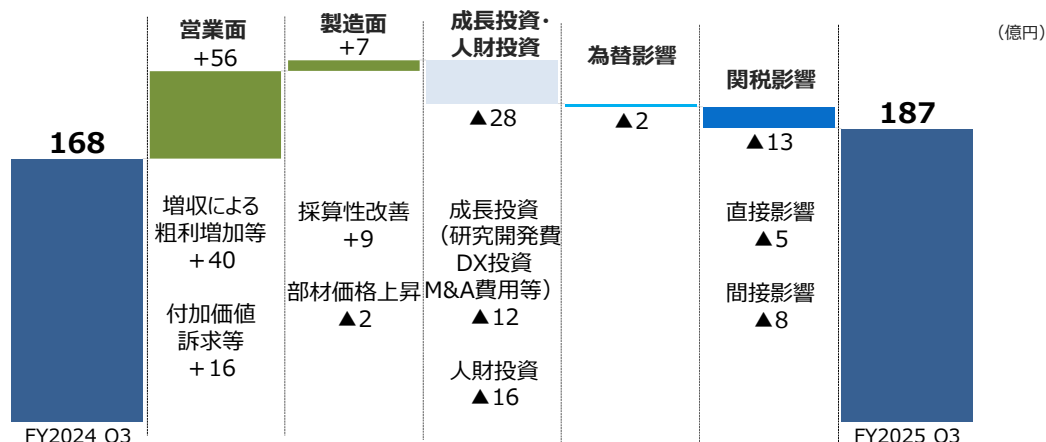 (億円)
営業面
+56
製造面
+7
成長投資・
人財投資
▲28
為替影響
▲2
関税影響
▲13
168
187
増収による
粗利増加等
+40
付加価値
訴求等
+16
採算性改善
+9
部材価格上昇
▲2
成長投資
(研究開発費
DX投資
M&A費用等)
▲12
人財投資
▲16
直接影響
▲5
間接影響
▲8
FY2024 Q3
FY2025 Q3